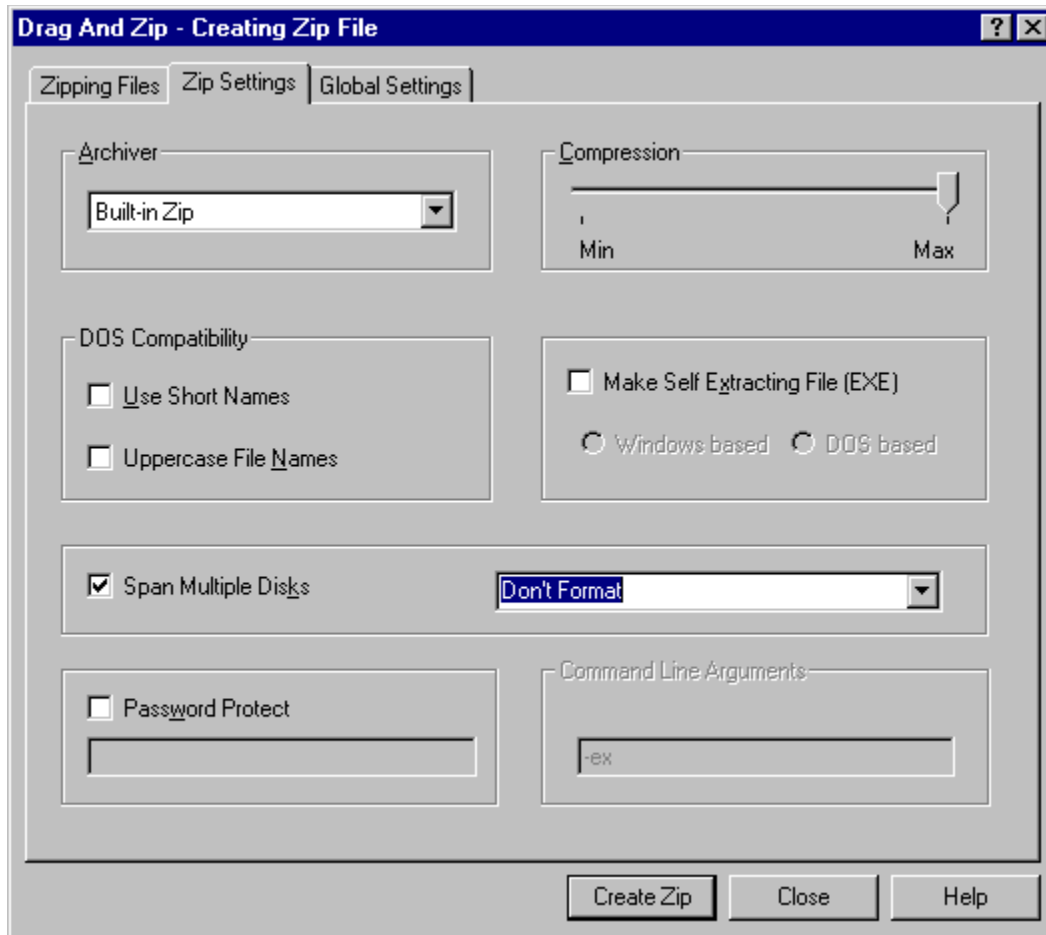 Drag And Zip - Creating Zip File
Zipping Files Zip Settings Global Settings
Archiver
Built-in Zip
Compression
Min Max
DOS Compatibility
Use Short Names
Uppercase File Names
Make Self Extracting File (EXE)
Windows based DOS based
Span Multiple Disks Don't Format
Password Protect
Command Line Arguments
-ex
Create Zip Close Help